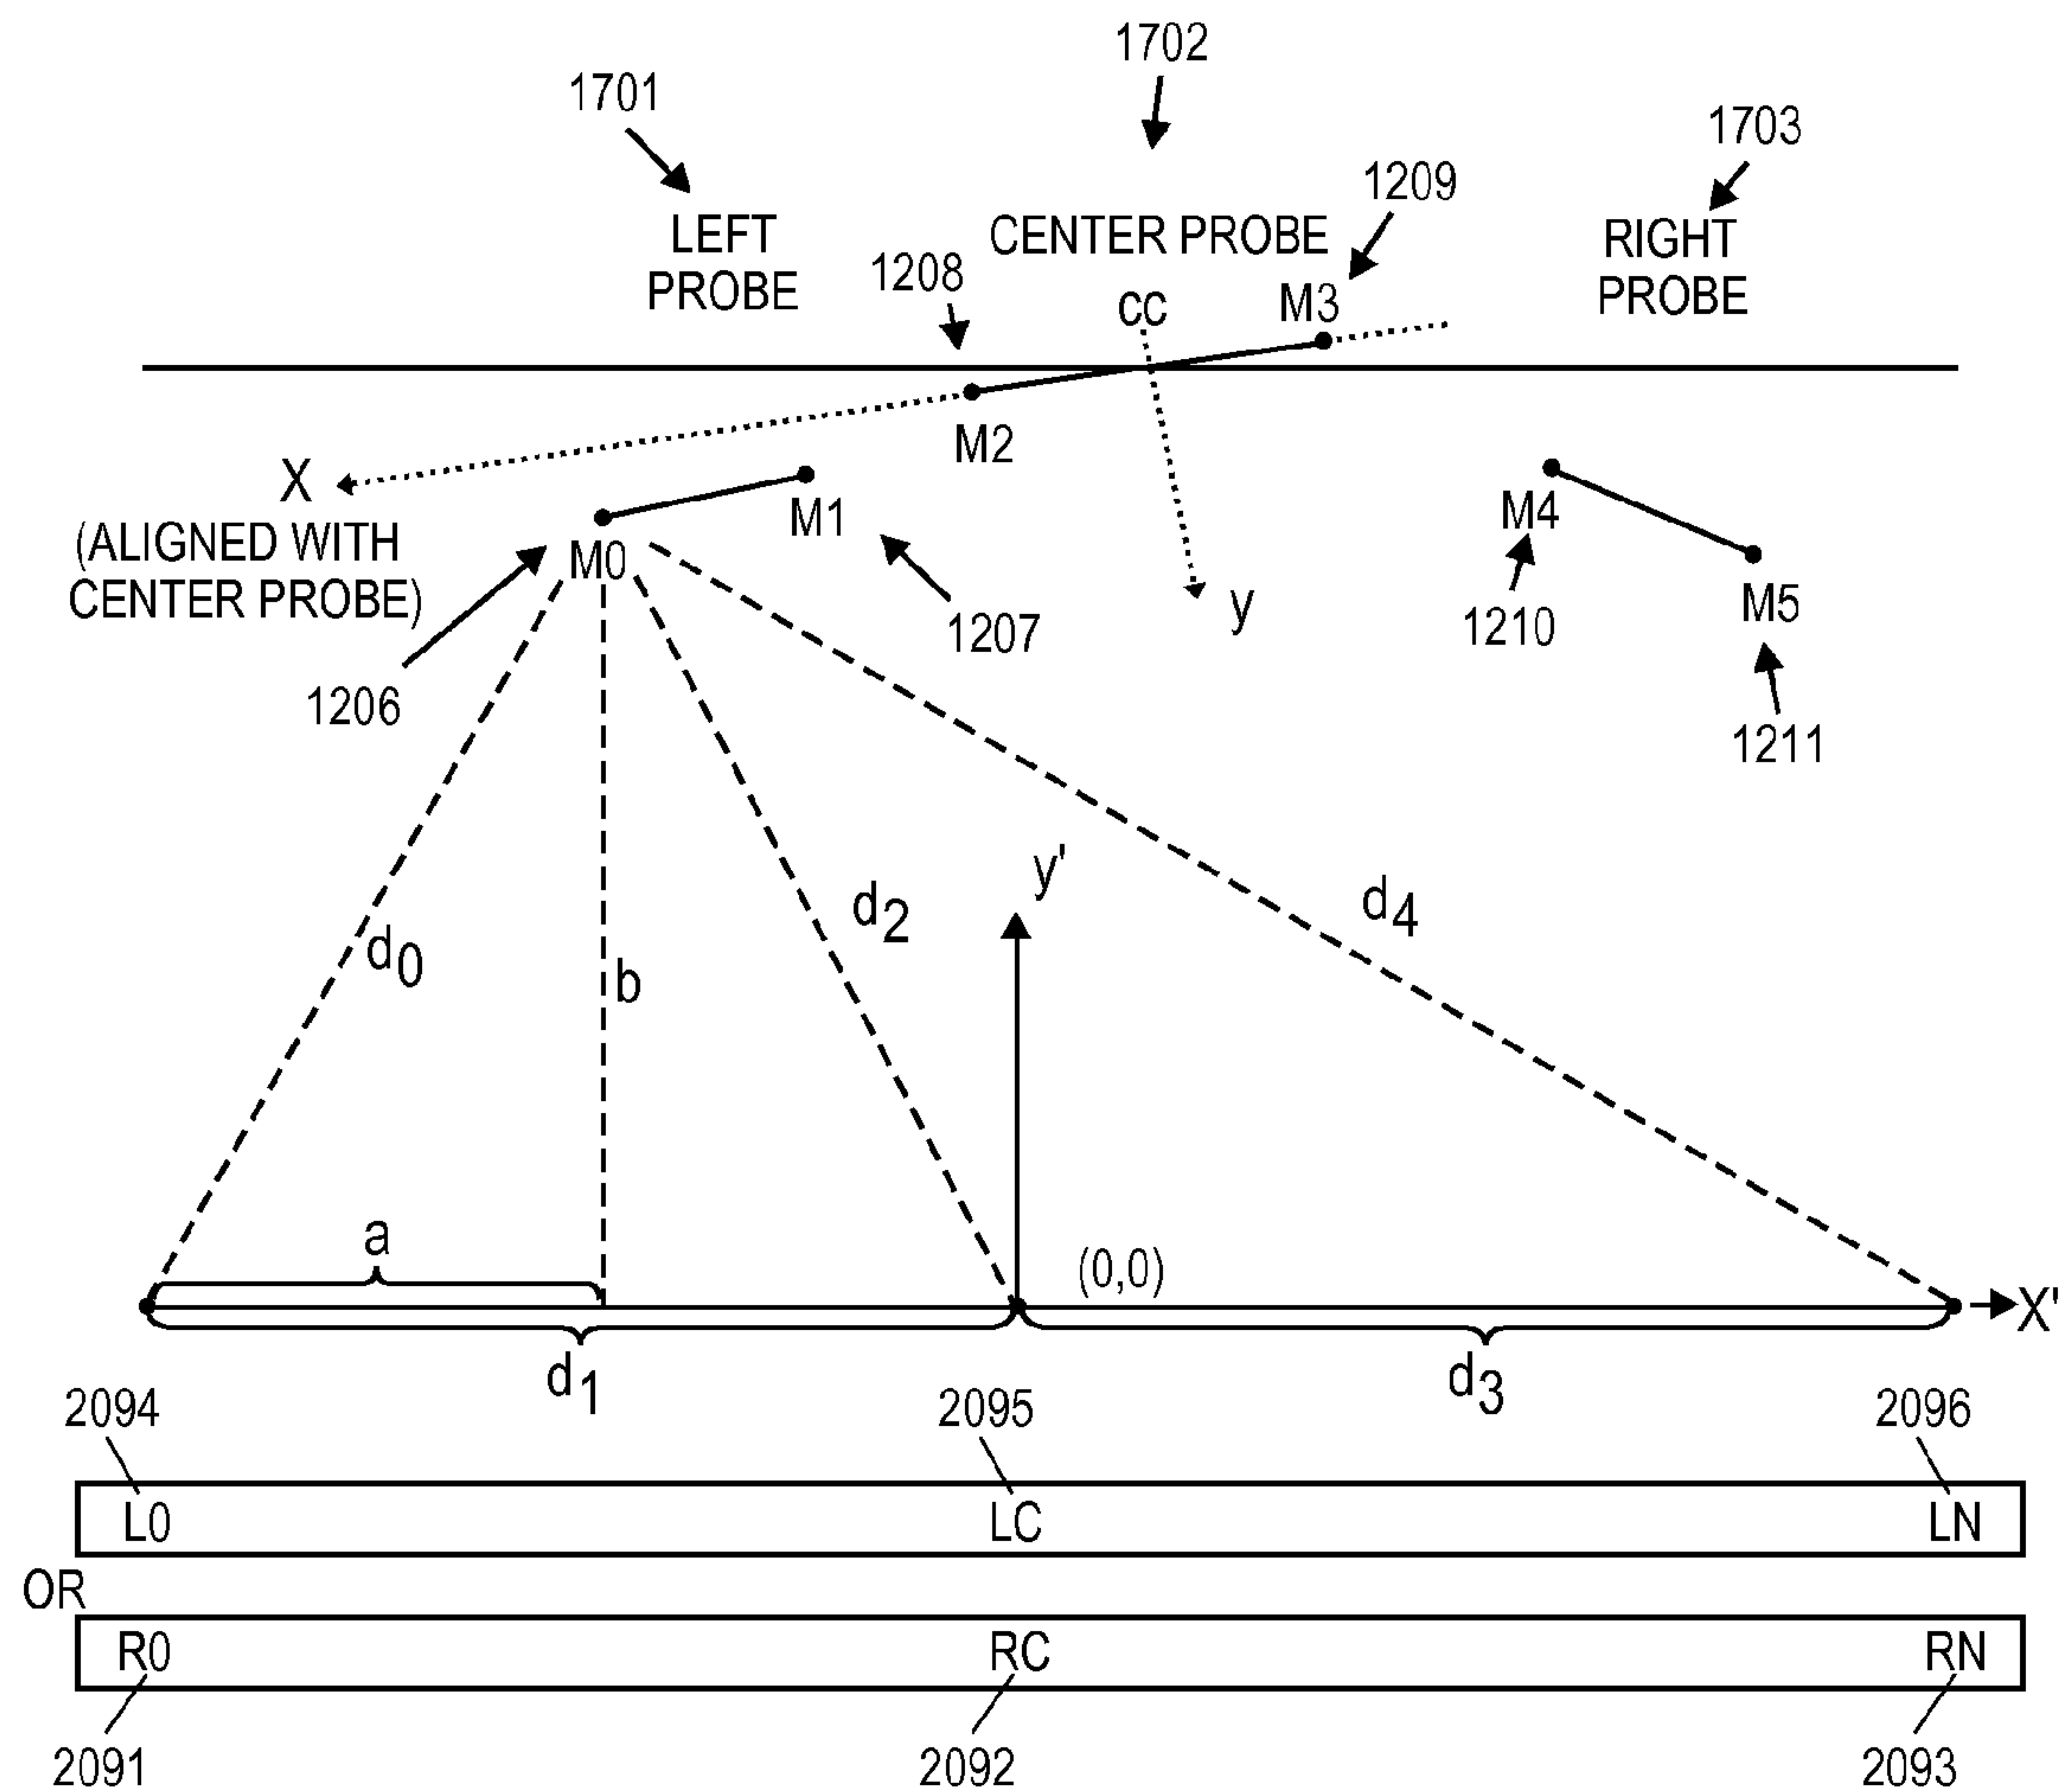 1702
1701
1703
1209
LEFT
PROBE
CENTER PROBE
RIGHT
PROBE
1208
CC
M3
M2
X
(ALIGNED WITH
CENTER PROBE)
M1
M0
M4
y
M5
1207
1210
1206
1211
y'
d2
d4
d0
b
a
(0,0)
X'
d1
d3
2094
2095
2096
L0
LC
LN
OR
R0
RC
RN
2091
2092
2093